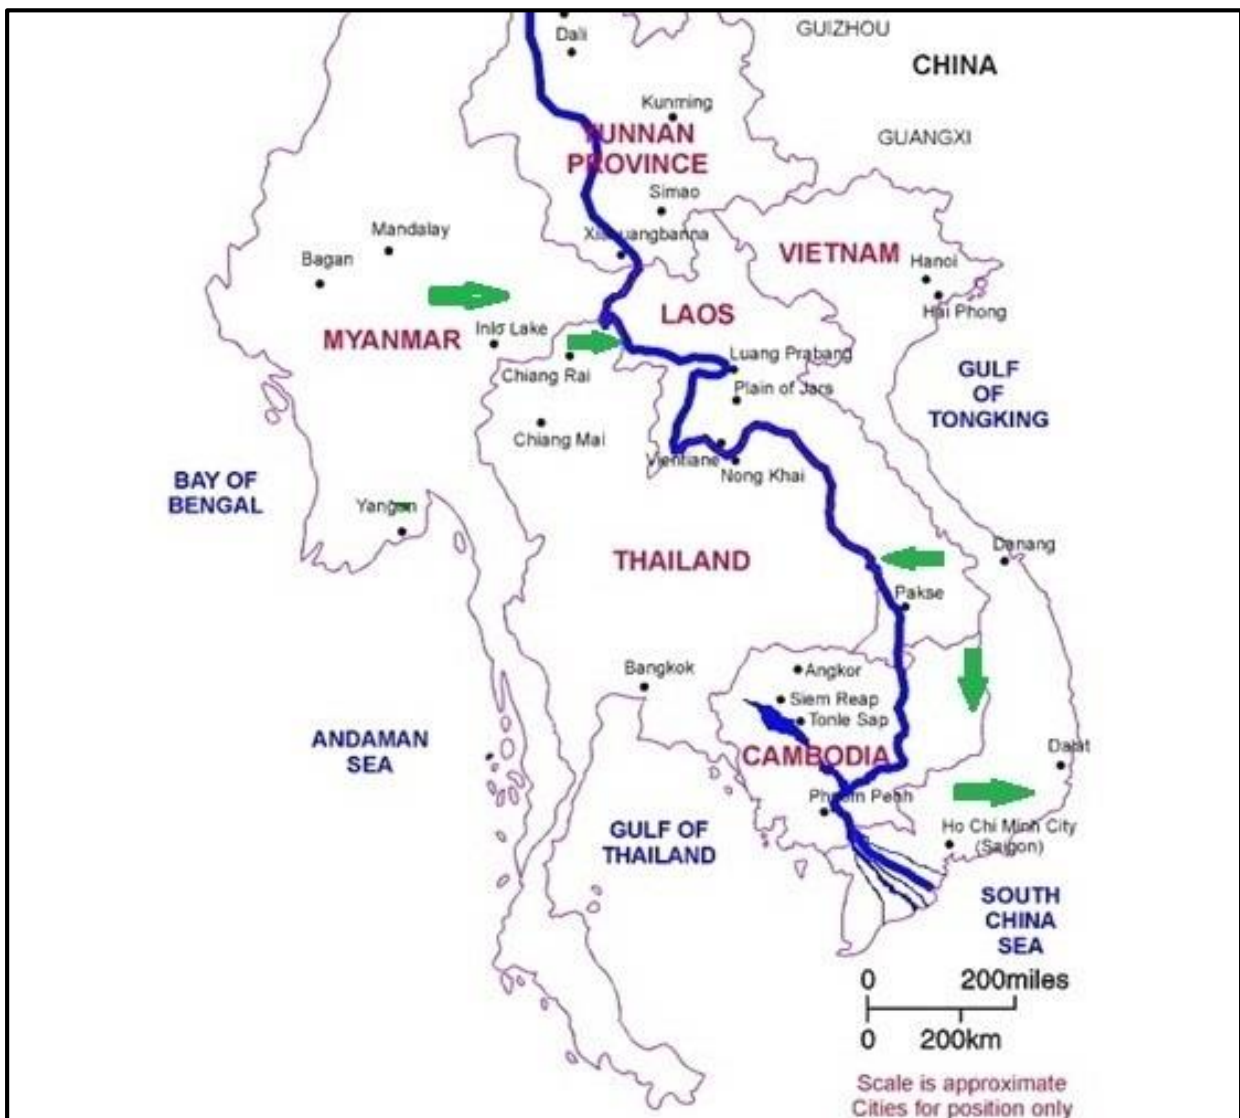 Dali
GUIZHOU
CHINA
Kunming
YUNNAN
PROVINCE
GUANGXI
Simao
Mandalay
Bagan
VIETNAM
Hanoi
Hai Phong
LAOS
MYANMAR
Inle Lake
Chiang Rai
Luang Prabang
Plain of Jars
GULF
OF
TONGKING
Chiang Mai
Vientiane
Nong Khai
BAY OF
BENGAL
Yangon
THAILAND
Danang
Pakse
Bangkok
Angkor
Siem Reap
Tonle Sap
ANDAMAN
SEA
CAMBODIA
Dalat
Phnom Penh
GULF OF
THAILAND
Ho Chi Minh City
(Saigon)
SOUTH
CHINA
SEA
0 200miles
0 200km
Scale is approximate
Cities for position only